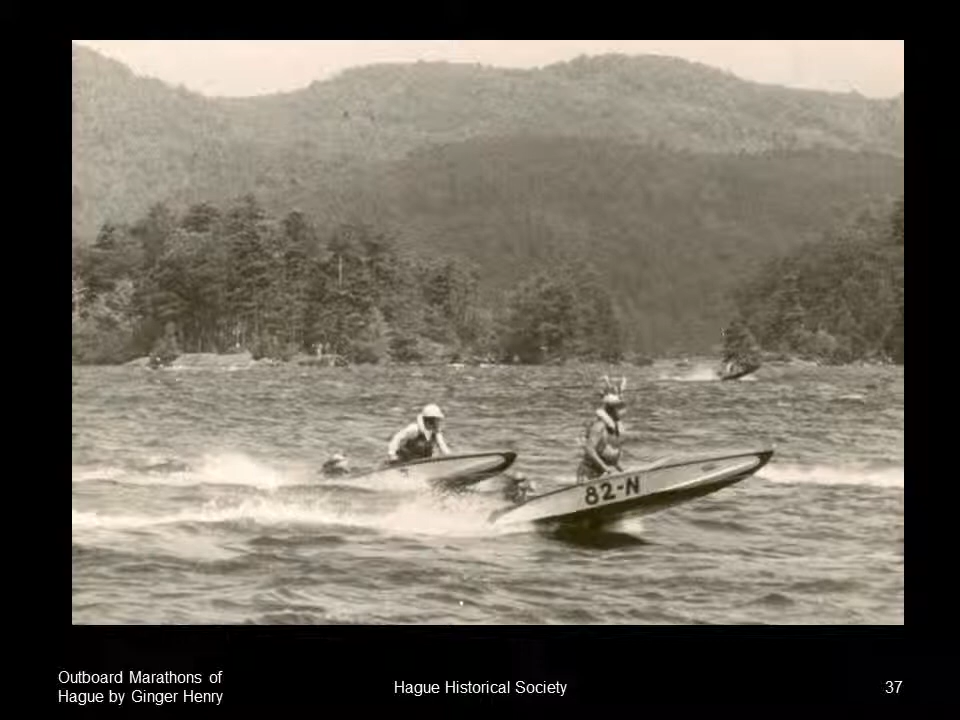 82-N
Outboard Marathons of
Hague by Ginger Henry
Hague Historical Society
37